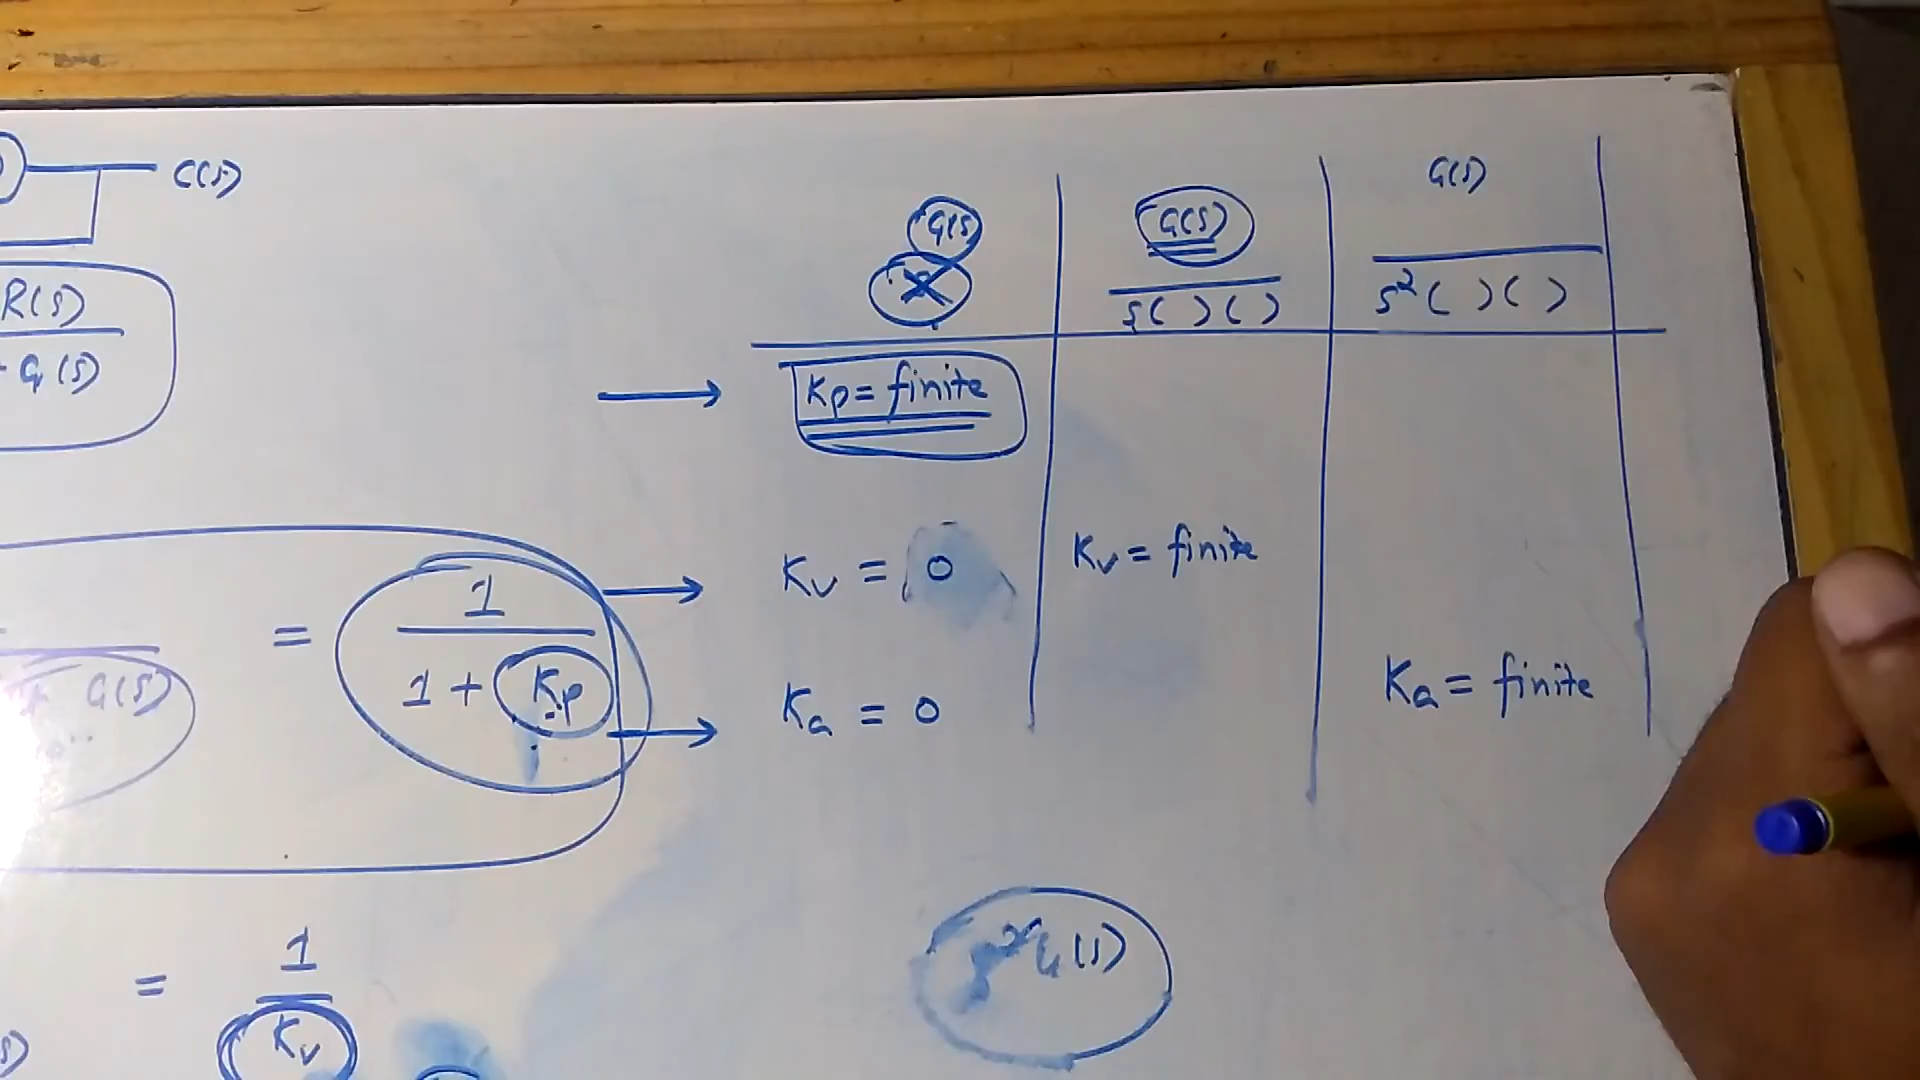 C(s)
R(s)
G(s)
G(s)
G(s)
G(s)
s( )( )
s²( )( )
Kp = finite
Kv = 0
Kv = finite
Ka = 0
Ka = finite
G(s)
= 1
1 + Kp
G(s)
= 1
Kv